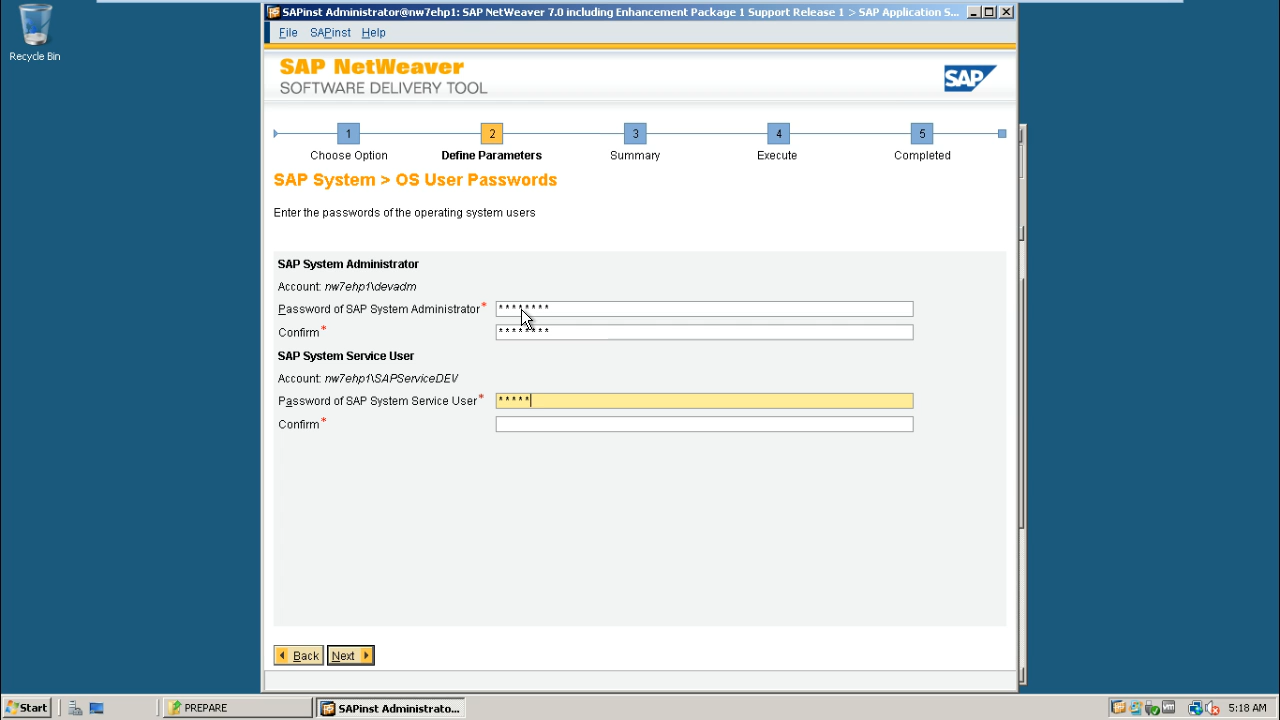 Recycle Bin
SAPinst Administrator@nw7ehp1: SAP NetWeaver 7.0 including Enhancement Package 1 Support Release 1 > SAP Application S...
File SAPinst Help
SAP NetWeaver
SOFTWARE DELIVERY TOOL
SAP
1 2 3 4 5
Choose Option Define Parameters Summary Execute Completed
SAP System > OS User Passwords
Enter the passwords of the operating system users
SAP System Administrator
Account: nw7ehp1\devadm
Password of SAP System Administrator* ********
Confirm* ********
SAP System Service User
Account: nw7ehp1\SAPServiceDEV
Password of SAP System Service User* *****
Confirm*
Back Next
Start PREPARE SAPinst Administrato... 5:18 AM